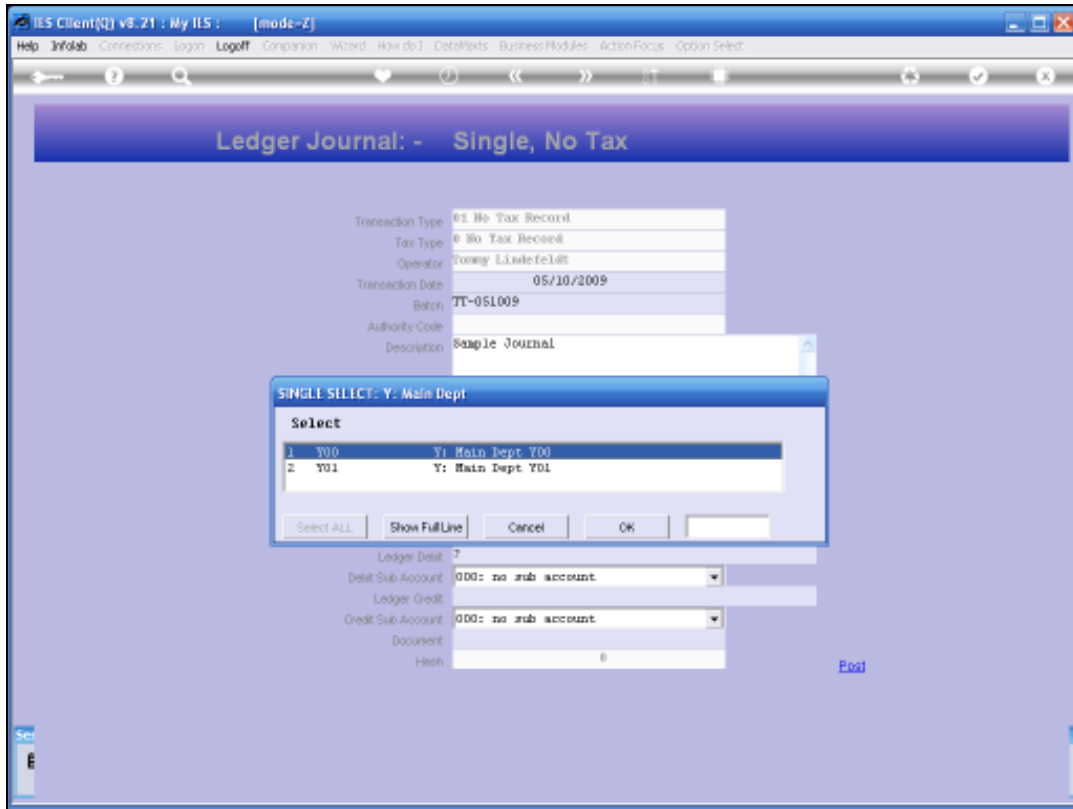 IES Client(Q) v8.21 : My IES : [mode-Z]
Help Infolab Connections Logon Logoff Companion Wizard How do I DataMarts Business Modules Action Focus Option Select
Ledger Journal: - Single, No Tax
Transaction Type 01 No Tax Record
Tax Type 0 No Tax Record
Operator Tommy Lindefeldt
Transaction Date 05/10/2009
Batch TT-051009
Authority Code
Description Sample Journal
SINGLE SELECT: Y: Main Dept
Select
1 Y00 Y: Main Dept Y00
2 Y01 Y: Main Dept Y01
Select ALL Show Full Line Cancel OK
Ledger Debit ?
Debit Sub Account 000: no sub account
Ledger Credit
Credit Sub Account 000: no sub account
Document
Hash 0
Post